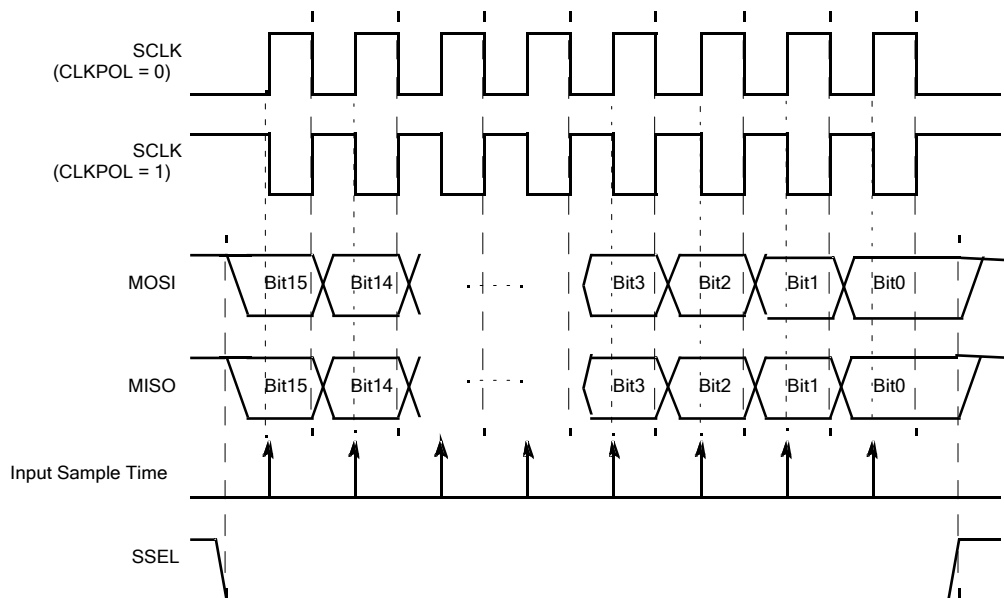 SCLK
(CLKPOL = 0)
SCLK
(CLKPOL = 1)
MOSI
Bit15
Bit14
Bit3
Bit2
Bit1
Bit0
MISO
Bit15
Bit14
Bit3
Bit2
Bit1
Bit0
Input Sample Time
SSEL